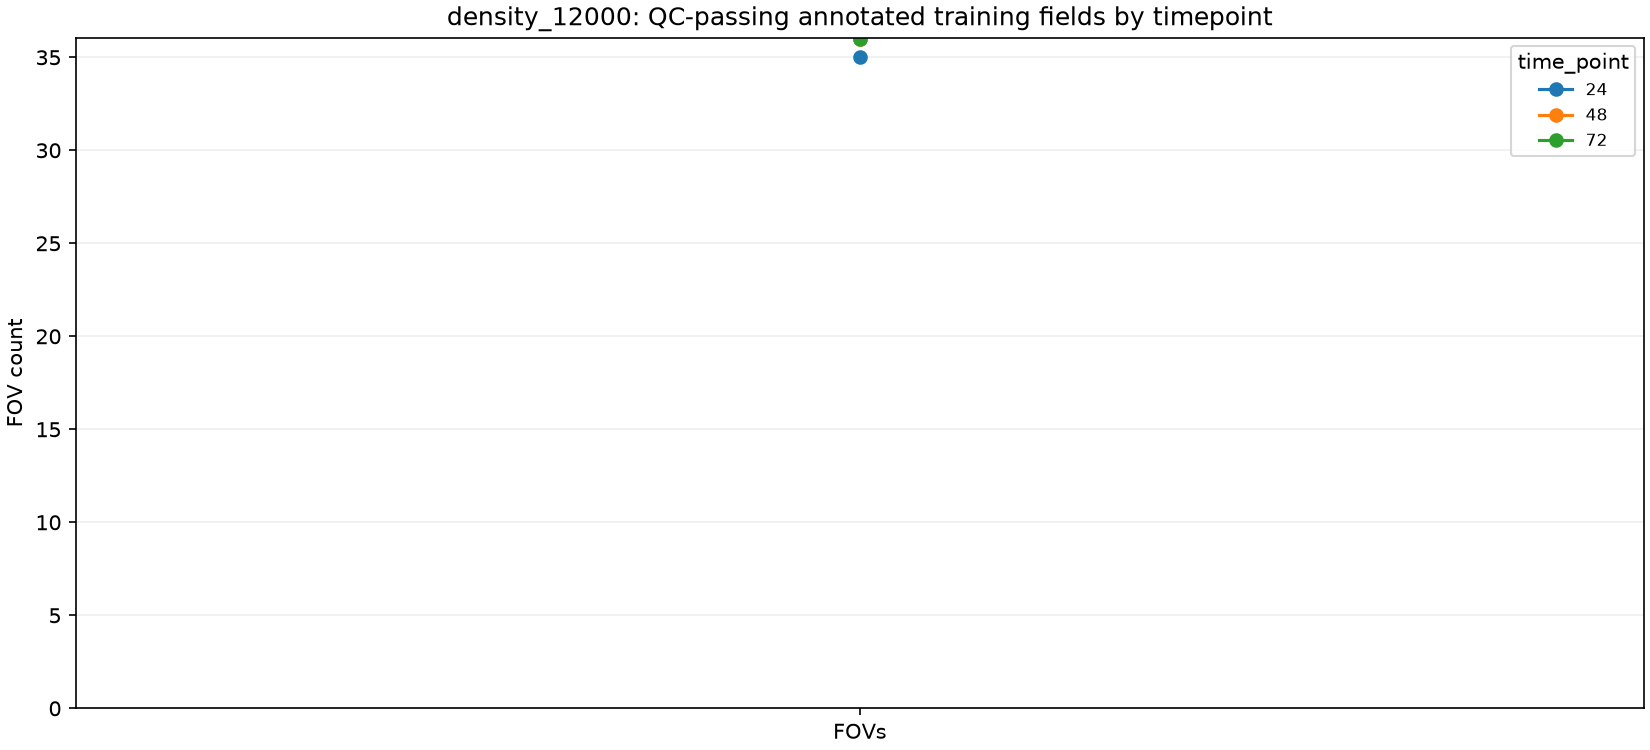 density_12000: QC-passing annotated training fields by timepoint
time_point
24
48
72
FOV count
35
30
25
20
15
10
5
0
FOVs